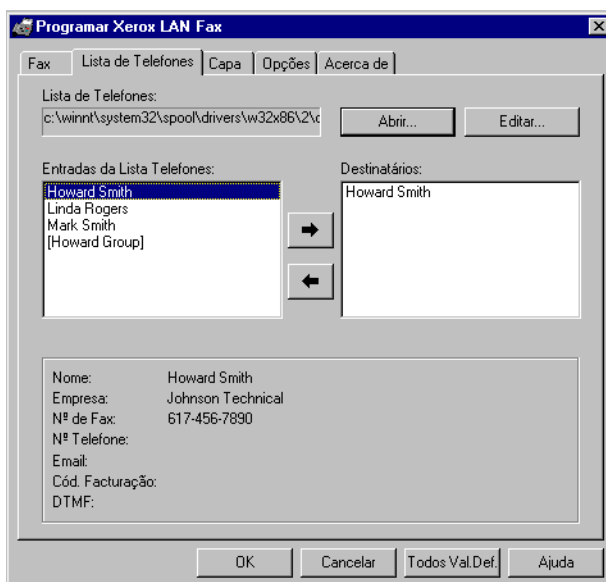 Programar Xerox LAN Fax
Fax Lista de Telefones Capa Opções Acerca de
Lista de Telefones:
c:\winnt\system32\spool\drivers\w32x86\2\c Abrir... Editar...
Entradas da Lista Telefones: Destinatários:
Howard Smith Howard Smith
Linda Rogers
Mark Smith
[Howard Group]
Nome: Howard Smith
Empresa: Johnson Technical
Nº de Fax: 617-456-7890
Nº Telefone:
Email:
Cód. Facturação:
DTMF:
OK Cancelar Todos Val.Def. Ajuda